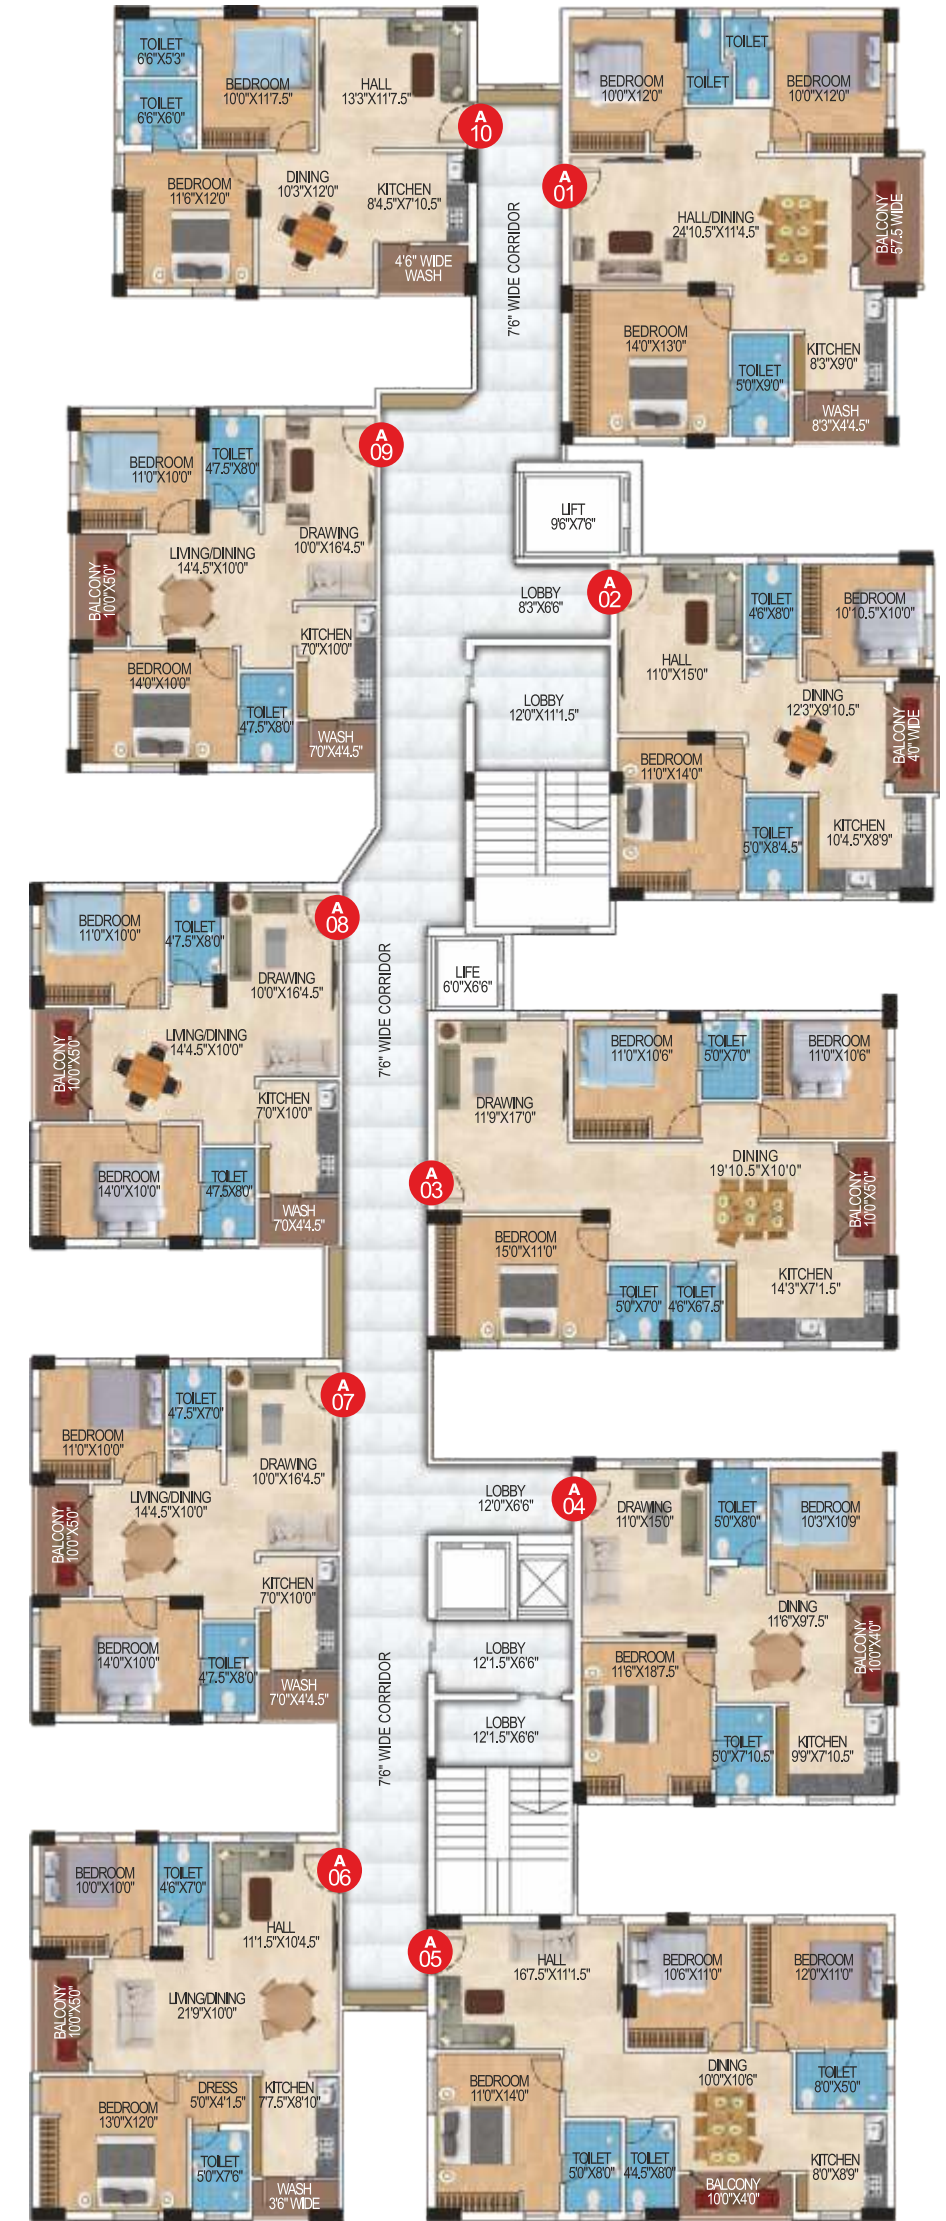 TOILET
6'6"X5'3"
BEDROOM
10'0"X11'7.5"
HALL
13'3"X11'7.5"
TOILET
6'6"X6'0"
A
10
BEDROOM
11'6"X12'0"
DINING
10'3"X12'0"
KITCHEN
8'4.5"X7'10.5"
4'6" WIDE
WASH
7'6" WIDE CORRIDOR
BEDROOM
10'0"X12'0"
TOILET
TOILET
BEDROOM
10'0"X12'0"
A
01
HALL/DINING
24'10.5"X11'4.5"
BALCONY
5'7.5 WIDE
BEDROOM
14'0"X13'0"
TOILET
5'0"X9'0"
KITCHEN
8'3"X9'0"
WASH
8'3"X4'4.5"
A
09
BEDROOM
11'0"X10'0"
TOILET
4'7.5"X8'0"
DRAWING
10'0"X16'4.5"
LIVING/DINING
14'4.5"X10'0"
BALCONY
10'0"X5'0"
KITCHEN
7'0"X10'0"
BEDROOM
14'0"X10'0"
TOILET
4'7.5"X8'0"
WASH
7'0"X4'4.5"
LIFT
9'6"X7'6"
LOBBY
8'3"X6'6"
LOBBY
12'0"X11'1.5"
A
02
TOILET
4'6"X8'0"
BEDROOM
10'10.5"X10'0"
HALL
11'0"X15'0"
DINING
12'3"X9'10.5"
BALCONY
4'0" WIDE
BEDROOM
11'0"X14'0"
TOILET
5'0"X8'4.5"
KITCHEN
10'4.5"X8'9"
A
08
BEDROOM
11'0"X10'0"
TOILET
4'7.5"X8'0"
DRAWING
10'0"X16'4.5"
LIVING/DINING
14'4.5"X10'0"
BALCONY
10'0"X5'0"
KITCHEN
7'0"X10'0"
BEDROOM
14'0"X10'0"
TOILET
4'7.5X8'0"
WASH
7'0X4'4.5"
7'6" WIDE CORRIDOR
LIFE
6'0"X6'6"
DRAWING
11'9"X17'0"
BEDROOM
11'0"X10'6"
TOILET
5'0"X7'0"
BEDROOM
11'0"X10'6"
A
03
DINING
19'10.5"X10'0"
BALCONY
10'0"X5'0"
BEDROOM
15'0"X11'0"
TOILET
5'0"X7'0"
TOILET
4'6"X6'7.5"
KITCHEN
14'3"X7'1.5"
A
07
BEDROOM
11'0"X10'0"
TOILET
4'7.5"X7'0"
DRAWING
10'0"X16'4.5"
LIVING/DINING
14'4.5"X10'0"
BALCONY
10'0"X5'0"
KITCHEN
7'0"X10'0"
BEDROOM
14'0"X10'0"
TOILET
4'7.5"X8'0"
WASH
7'0"X4'4.5"
LOBBY
12'0"X6'6"
A
04
DRAWING
11'0"X15'0"
TOILET
5'0"X8'0"
BEDROOM
10'3"X10'9"
DINING
11'6"X9'7.5"
BALCONY
10'0"X4'0"
BEDROOM
11'6"X18'7.5"
TOILET
5'0"X7'10.5"
KITCHEN
9'9"X7'10.5"
LOBBY
12'1.5"X6'6"
LOBBY
12'1.5"X6'6"
7'6" WIDE CORRIDOR
A
06
BEDROOM
10'0"X10'0"
TOILET
4'6"X7'0"
HALL
11'1.5"X10'4.5"
BALCONY
10'0"X5'0"
LIVING/DINING
21'9"X10'0"
BEDROOM
13'0"X12'0"
DRESS
5'0"X4'1.5"
KITCHEN
7'7.5"X8'10"
TOILET
5'0"X7'6"
WASH
3'6" WIDE
A
05
HALL
16'7.5"X11'1.5"
BEDROOM
10'6"X11'0"
BEDROOM
12'0"X11'0"
DINING
10'0"X10'6"
TOILET
8'0"X5'0"
BEDROOM
11'0"X14'0"
TOILET
5'0"X8'0"
TOILET
4'4.5"X8'0"
KITCHEN
8'0"X8'9"
BALCONY
10'0"X4'0"